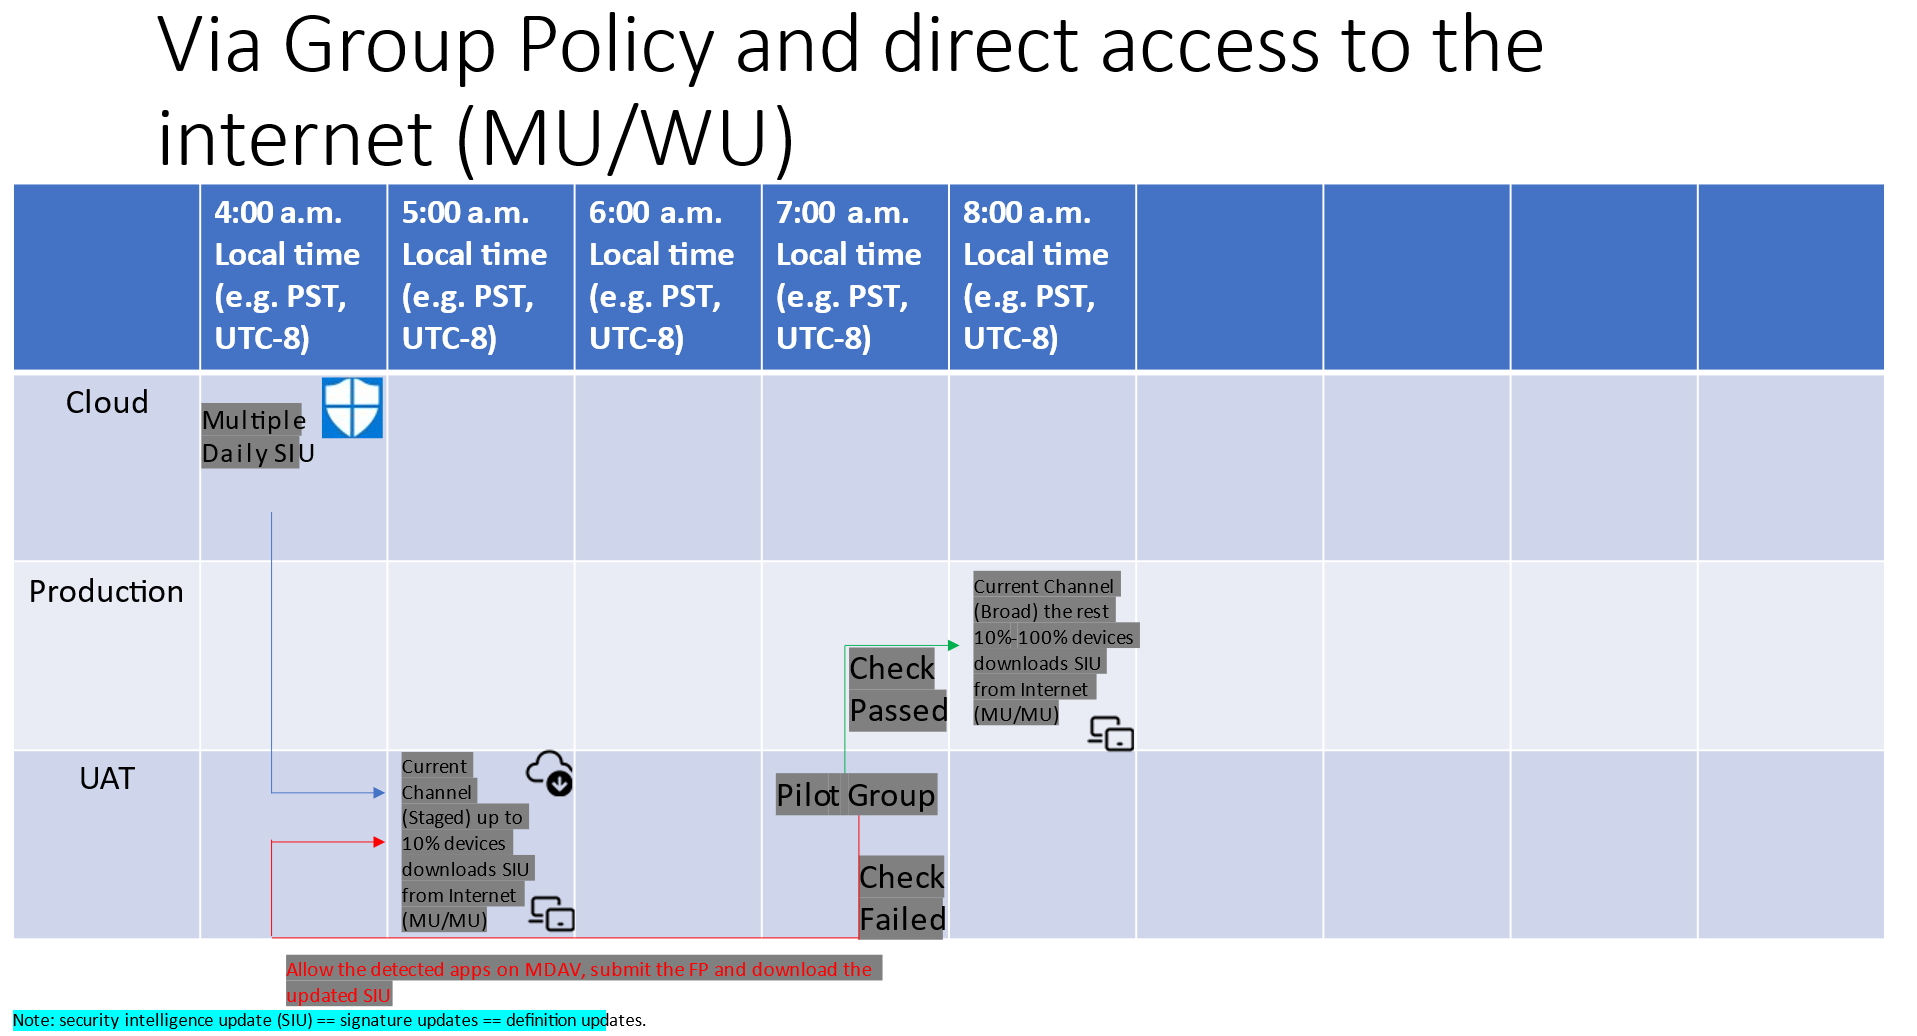 Via Group Policy and direct access to the
internet (MU/WU)
4:00 a.m.
Local time
(e.g. PST,
UTC-8)
5:00 a.m.
Local time
(e.g. PST,
UTC-8)
6:00 a.m.
Local time
(e.g. PST,
UTC-8)
7:00 a.m.
Local time
(e.g. PST,
UTC-8)
8:00 a.m.
Local time
(e.g. PST,
UTC-8)
Cloud
Multiple
Daily SIU
Production
Check
Passed
Current Channel
(Broad) the rest
10%-100% devices
downloads SIU
from Internet
(MU/MU)
UAT
Current
Channel
(Staged) up to
10% devices
downloads SIU
from Internet
(MU/MU)
Pilot Group
Check
Failed
Allow the detected apps on MDAV, submit the FP and download the
updated SIU
Note: security intelligence update (SIU) == signature updates == definition updates.